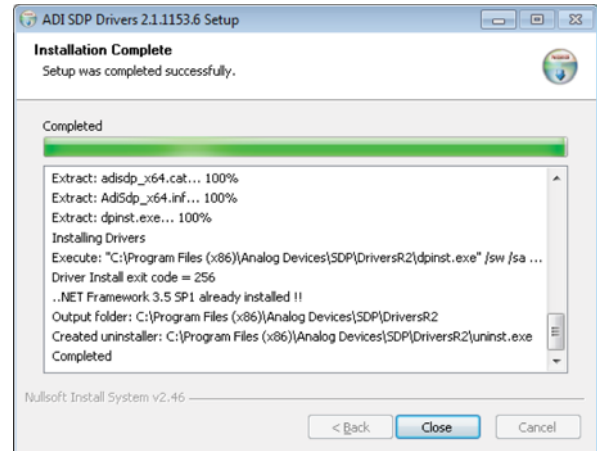 ADI SDP Drivers 2.1.1153.6 Setup
Installation Complete
Setup was completed successfully.
Completed
Extract: adisdp_x64.cat... 100%
Extract: AdiSdp_x64.inf... 100%
Extract: dpinst.exe... 100%
Installing Drivers
Execute: "C:\Program Files (x86)\Analog Devices\SDP\DriversR2\dpinst.exe" /sw /sa ...
Driver Install exit code = 256
..NET Framework 3.5 SP1 already installed !!
Output folder: C:\Program Files (x86)\Analog Devices\SDP\DriversR2
Created uninstaller: C:\Program Files (x86)\Analog Devices\SDP\DriversR2\uninst.exe
Completed
Nullsoft Install System v2.46
< Back Close Cancel